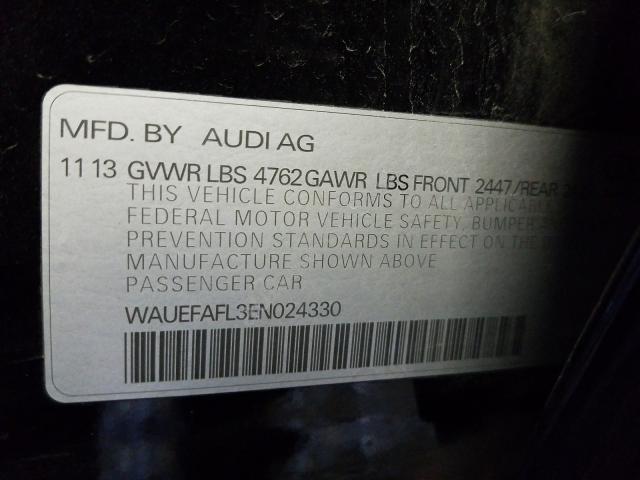 MFD. BY AUDI AG
11 13 GVWR LBS 4762 GAWR LBS FRONT 2447/REAR
THIS VEHICLE CONFORMS TO ALL APPLICABLE
FEDERAL MOTOR VEHICLE SAFETY, BUMPER
PREVENTION STANDARDS IN EFFECT ON THE
MANUFACTURE SHOWN ABOVE
PASSENGER CAR
WAUEFAFL3EN024330